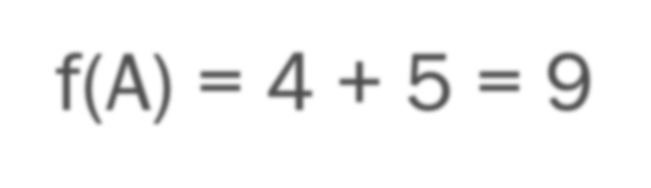 f(A) = 4 + 5 = 9